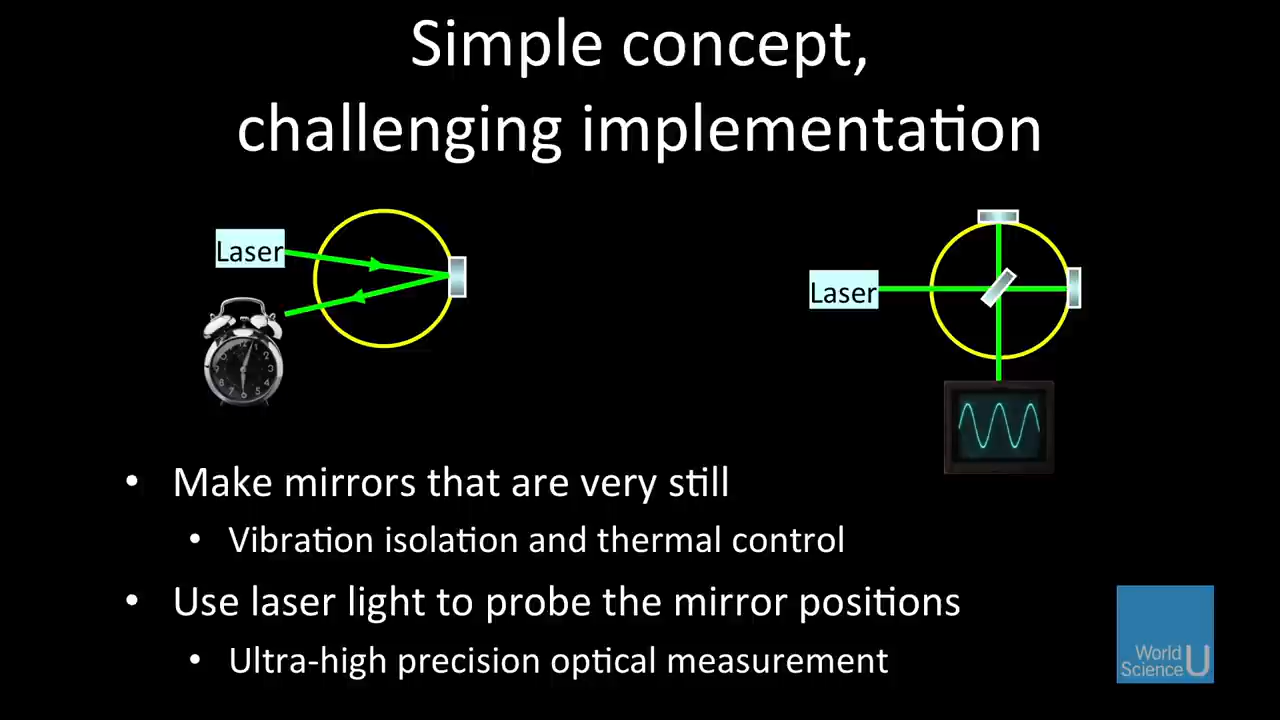 Simple concept,
challenging implementation
Laser
Laser
• Make mirrors that are very still
• Vibration isolation and thermal control
• Use laser light to probe the mirror positions
• Ultra-high precision optical measurement
World
Science U